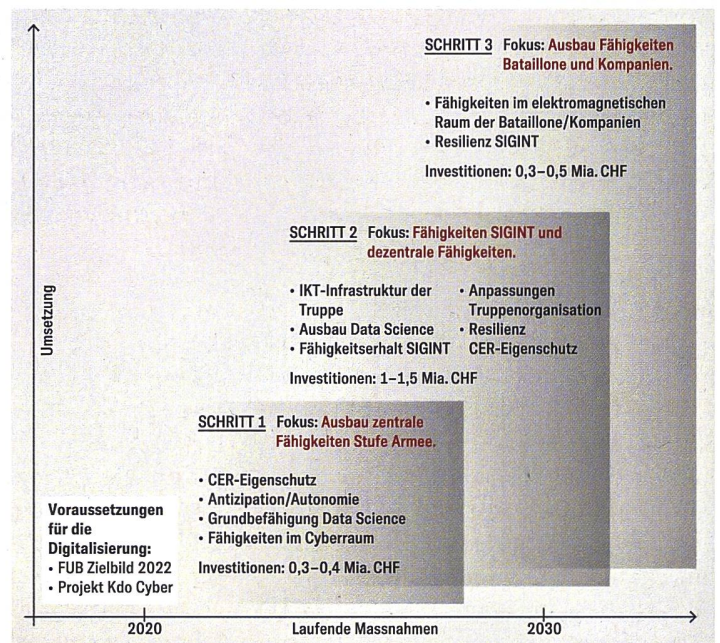 SCHRITT 3 Fokus: Ausbau Fähigkeiten
Bataillone und Kompanien.
• Fähigkeiten im elektromagnetischen
Raum der Bataillone/Kompanien
• Resilienz SIGINT
Investitionen: 0,3–0,5 Mia. CHF
SCHRITT 2 Fokus: Fähigkeiten SIGINT und
dezentrale Fähigkeiten.
• IKT-Infrastruktur der
Truppe
• Ausbau Data Science
• Fähigkeitserhalt SIGINT
• Anpassungen
Truppenorganisation
• Resilienz
CER-Eigenschutz
Investitionen: 1–1,5 Mia. CHF
Umsetzung
SCHRITT 1 Fokus: Ausbau zentrale
Fähigkeiten Stufe Armee.
• CER-Eigenschutz
• Antizipation/Autonomie
• Grundbefähigung Data Science
• Fähigkeiten im Cyberraum
Investitionen: 0,3–0,4 Mia. CHF
Voraussetzungen
für die
Digitalisierung:
• FUB Zielbild 2022
• Projekt Kdo Cyber
2020 Laufende Massnahmen 2030